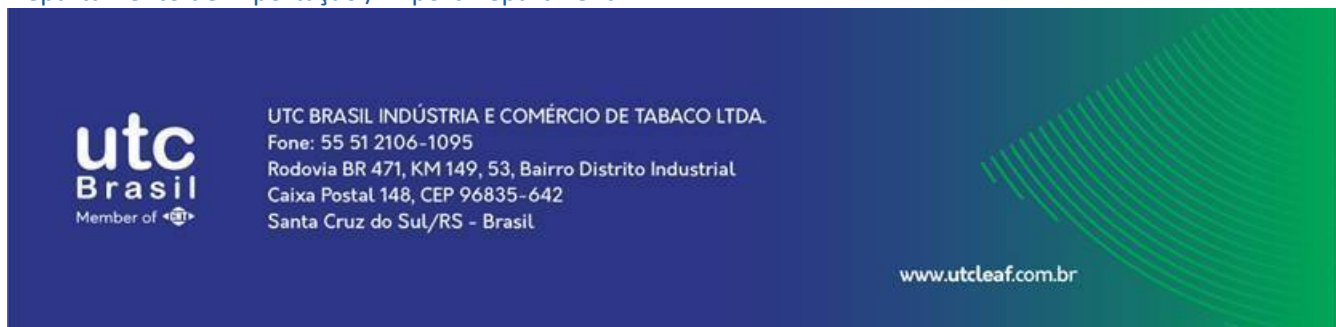 utc
Brasil
Member of
UTC BRASIL INDÚSTRIA E COMÉRCIO DE TABACO LTDA.
Fone: 55 51 2106-1095
Rodovia BR 471, KM 149, 53, Bairro Distrito Industrial
Caixa Postal 148, CEP 96835-642
Santa Cruz do Sul/RS - Brasil
www.utcleaf.com.br